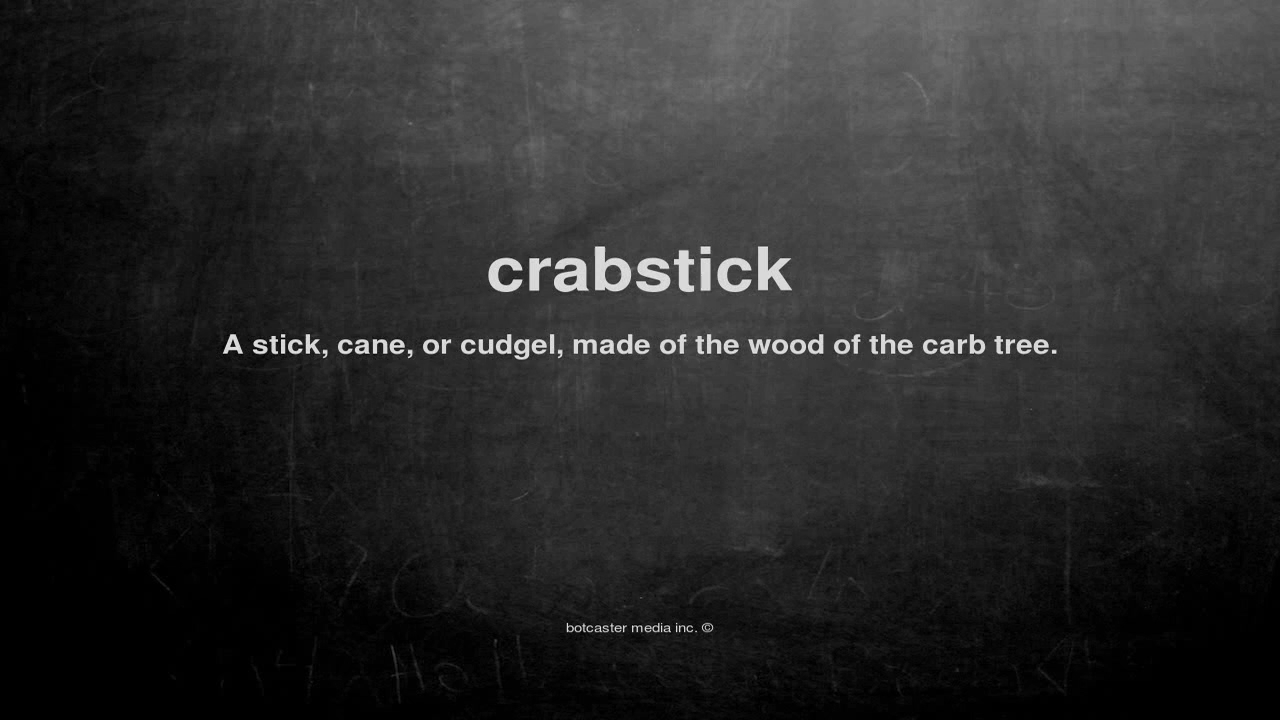 crabstick
A stick, cane, or cudgel, made of the wood of the carb tree.
botcaster media inc. ©